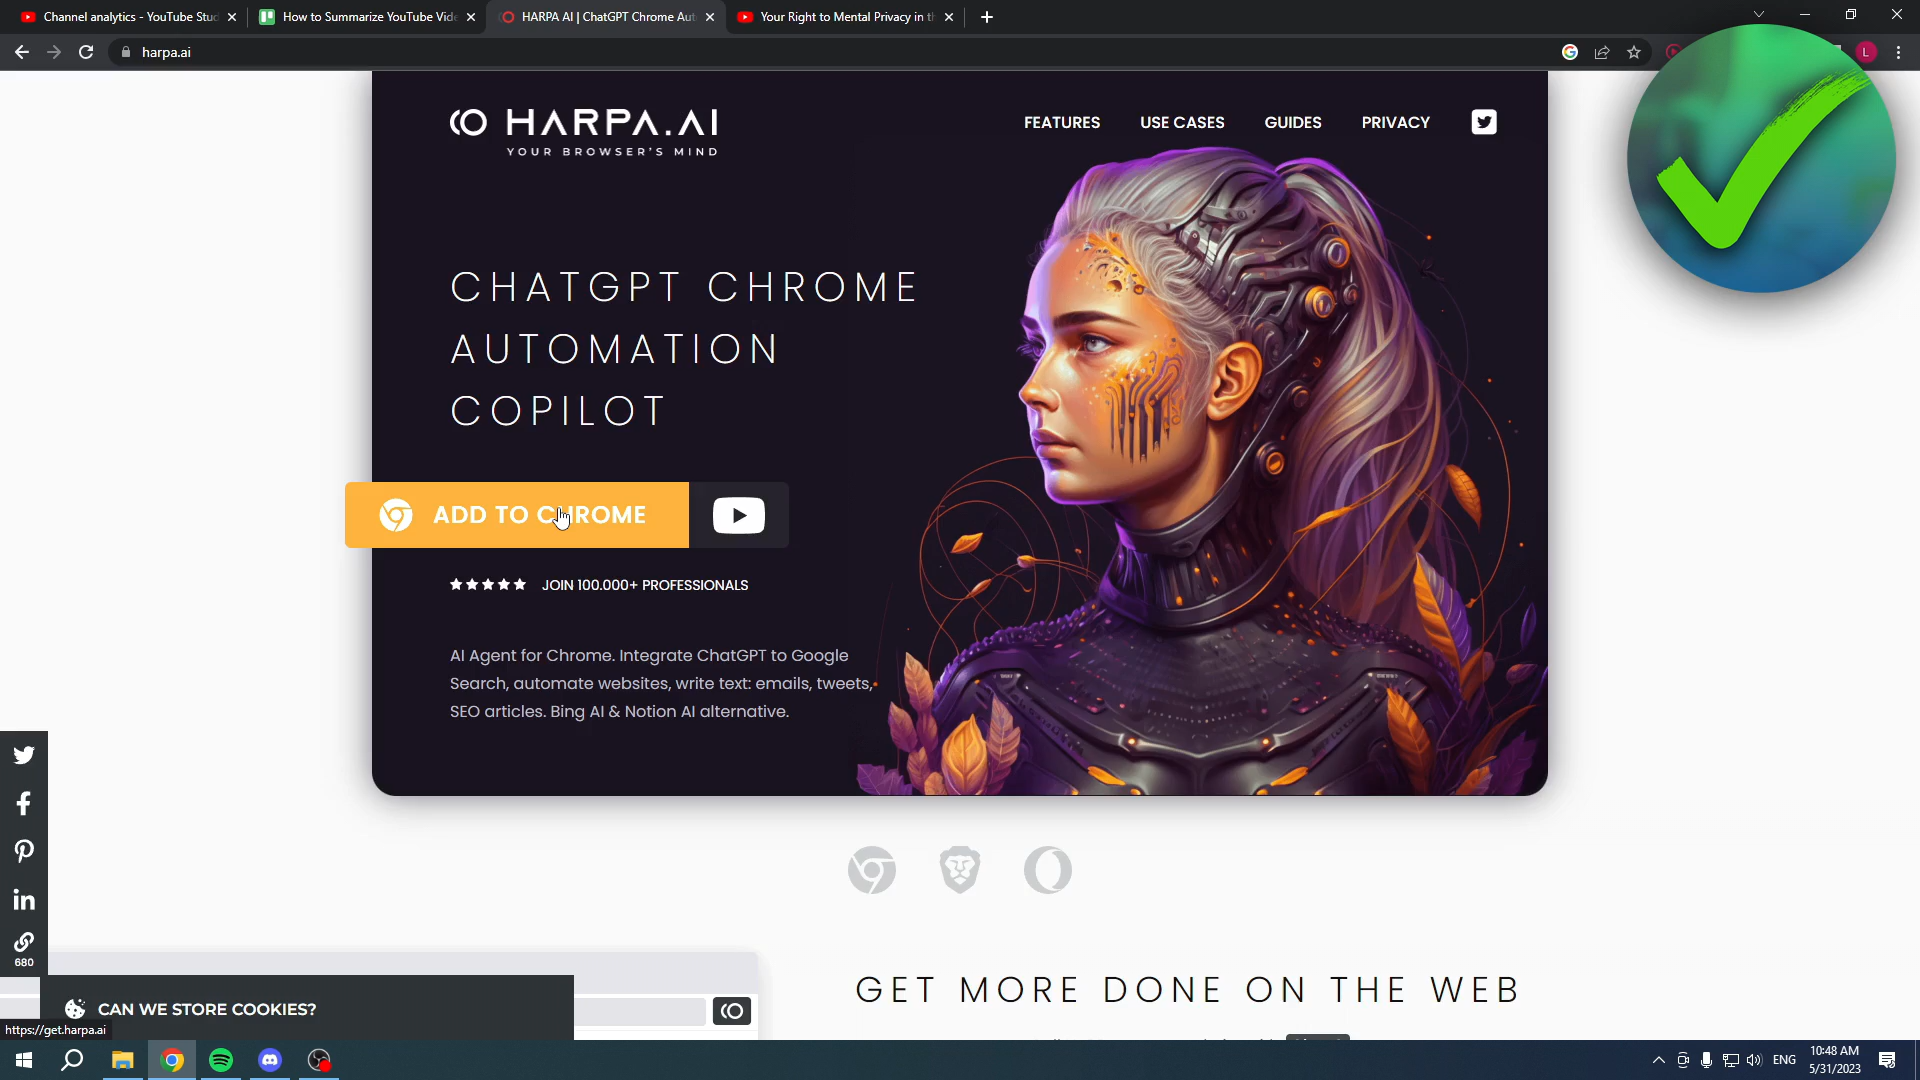 Channel analytics - YouTube Stud
How to Summarize YouTube Vide
HARPA AI | ChatGPT Chrome Aut
Your Right to Mental Privacy in th
harpa.ai
L
HARPA.AI
YOUR BROWSER'S MIND
FEATURES
USE CASES
GUIDES
PRIVACY
CHATGPT CHROME
AUTOMATION
COPILOT
ADD TO CHROME
JOIN 100.000+ PROFESSIONALS
AI Agent for Chrome. Integrate ChatGPT to Google
Search, automate websites, write text: emails, tweets,
SEO articles. Bing AI & Notion AI alternative.
680
GET MORE DONE ON THE WEB
CAN WE STORE COOKIES?
https://get.harpa.ai
ENG
10:48 AM
5/31/2023